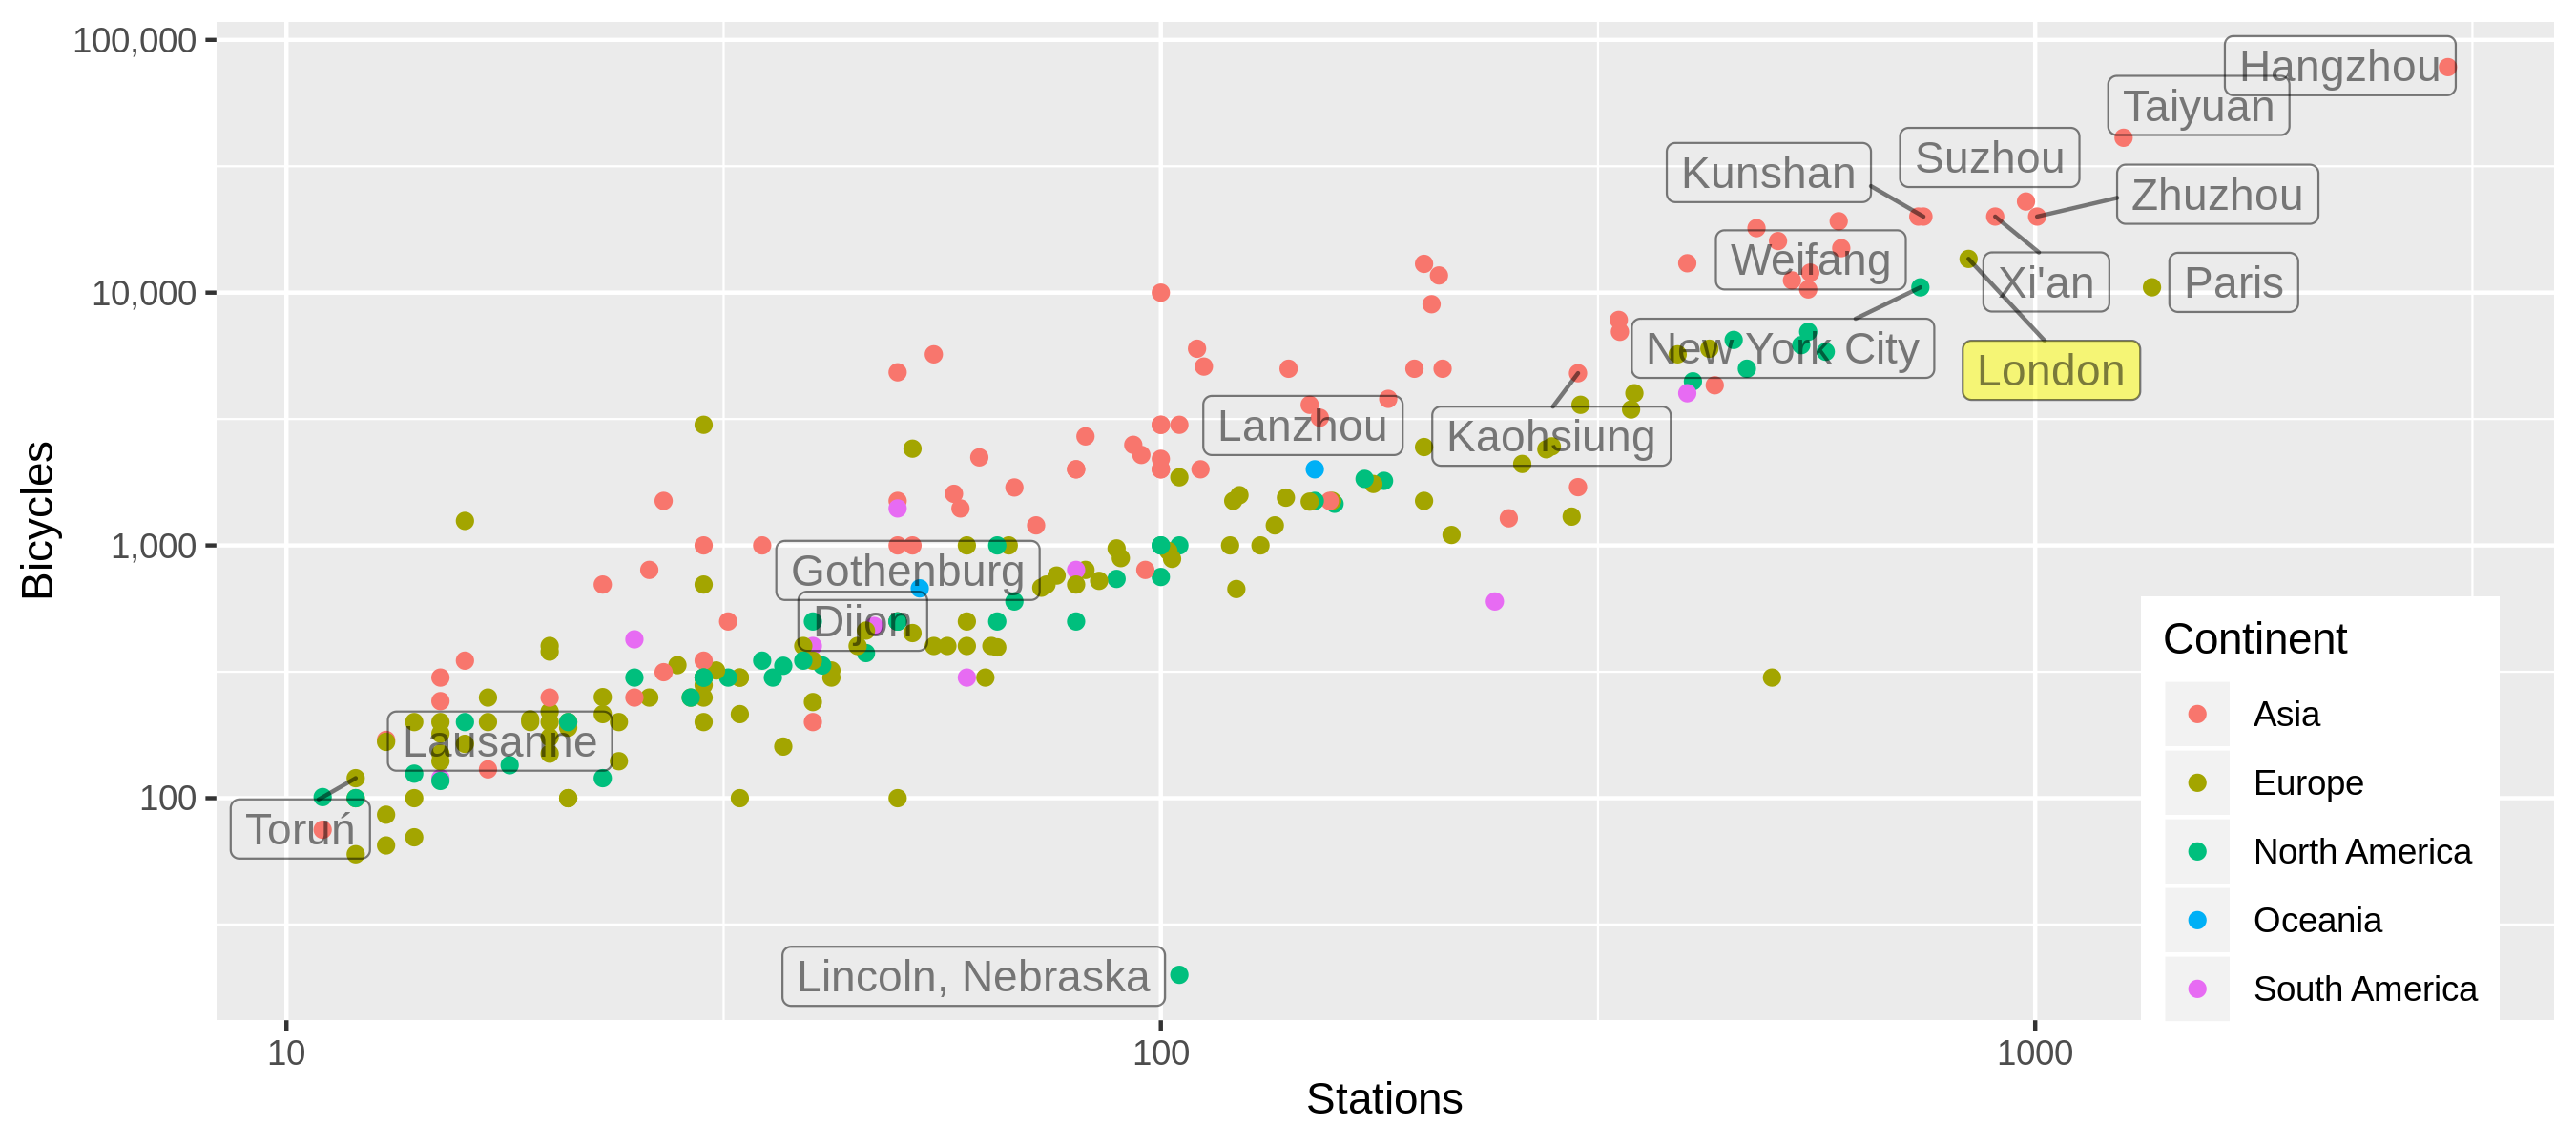 100,000
10,000
1,000
100
Bicycles
Hangzhou
Taiyuan
Suzhou
Kunshan
Zhuzhou
Weifang
Xi'an
Paris
New York City
London
Lanzhou
Kaohsiung
Gothenburg
Dijon
Lausanne
Toruń
Lincoln, Nebraska
Continent
Asia
Europe
North America
Oceania
South America
10
100
1000
Stations